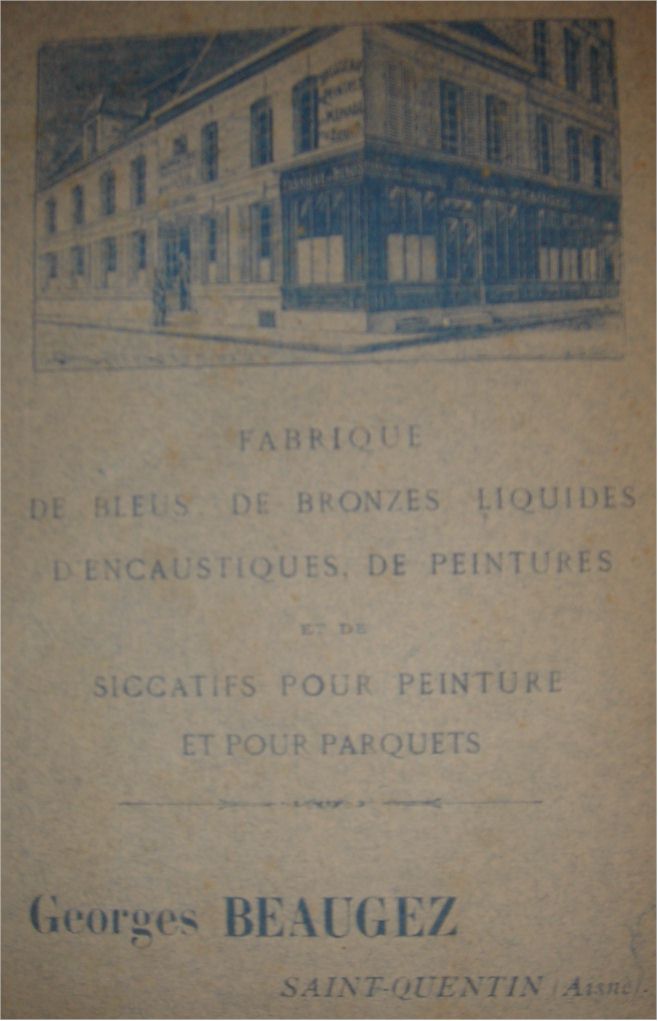 FABRIQUE
DE BLEUS, DE BRONZES LIQUIDES
D'ENCAUSTIQUES, DE PEINTURES
ET DE
SICCATIFS POUR PEINTURE
ET POUR PARQUETS
Georges BEAUGEZ
SAINT-QUENTIN (Aisne).